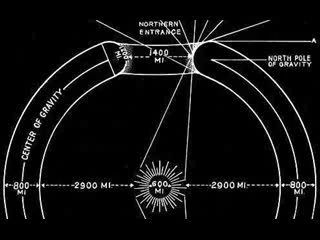 NORTHERN
ENTRANCE
A
1400
MI
NORTH POLE
OF GRAVITY
CENTER OF GRAVITY
800
MI
2900 MI.
600
MI
2900 MI.
800
MI